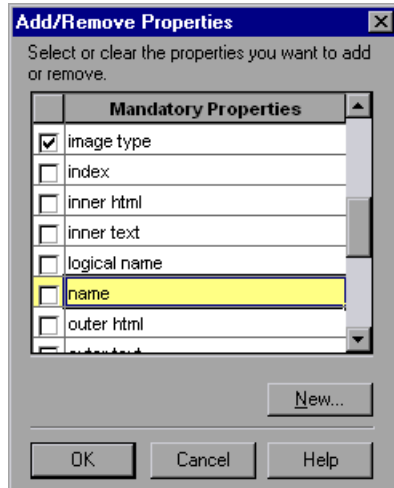 Add/Remove Properties
Select or clear the properties you want to add
or remove.
Mandatory Properties
image type
index
inner html
inner text
logical name
name
outer html
New...
OK
Cancel
Help